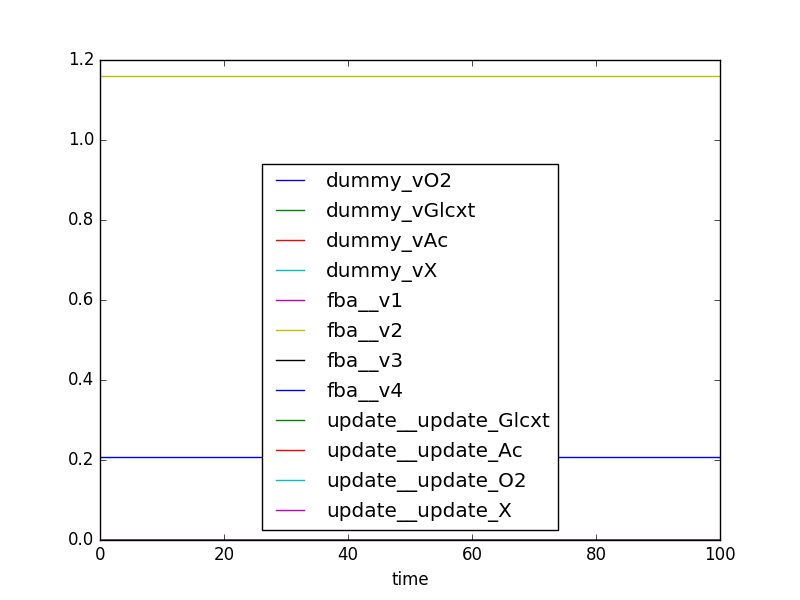 1.2
1.0
0.8
0.6
0.4
0.2
0.0
dummy_vO2
dummy_vGlcxt
dummy_vAc
dummy_vX
fba__v1
fba__v2
fba__v3
fba__v4
update__update_Glcxt
update__update_Ac
update__update_O2
update__update_X
0 20 40 60 80 100
time